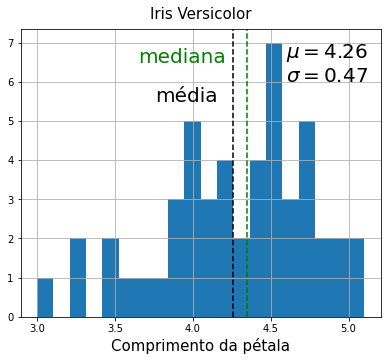 Iris Versicolor
mediana
média
μ = 4.26
σ = 0.47
7
6
5
4
3
2
1
0
3.0 3.5 4.0 4.5 5.0
Comprimento da pétala